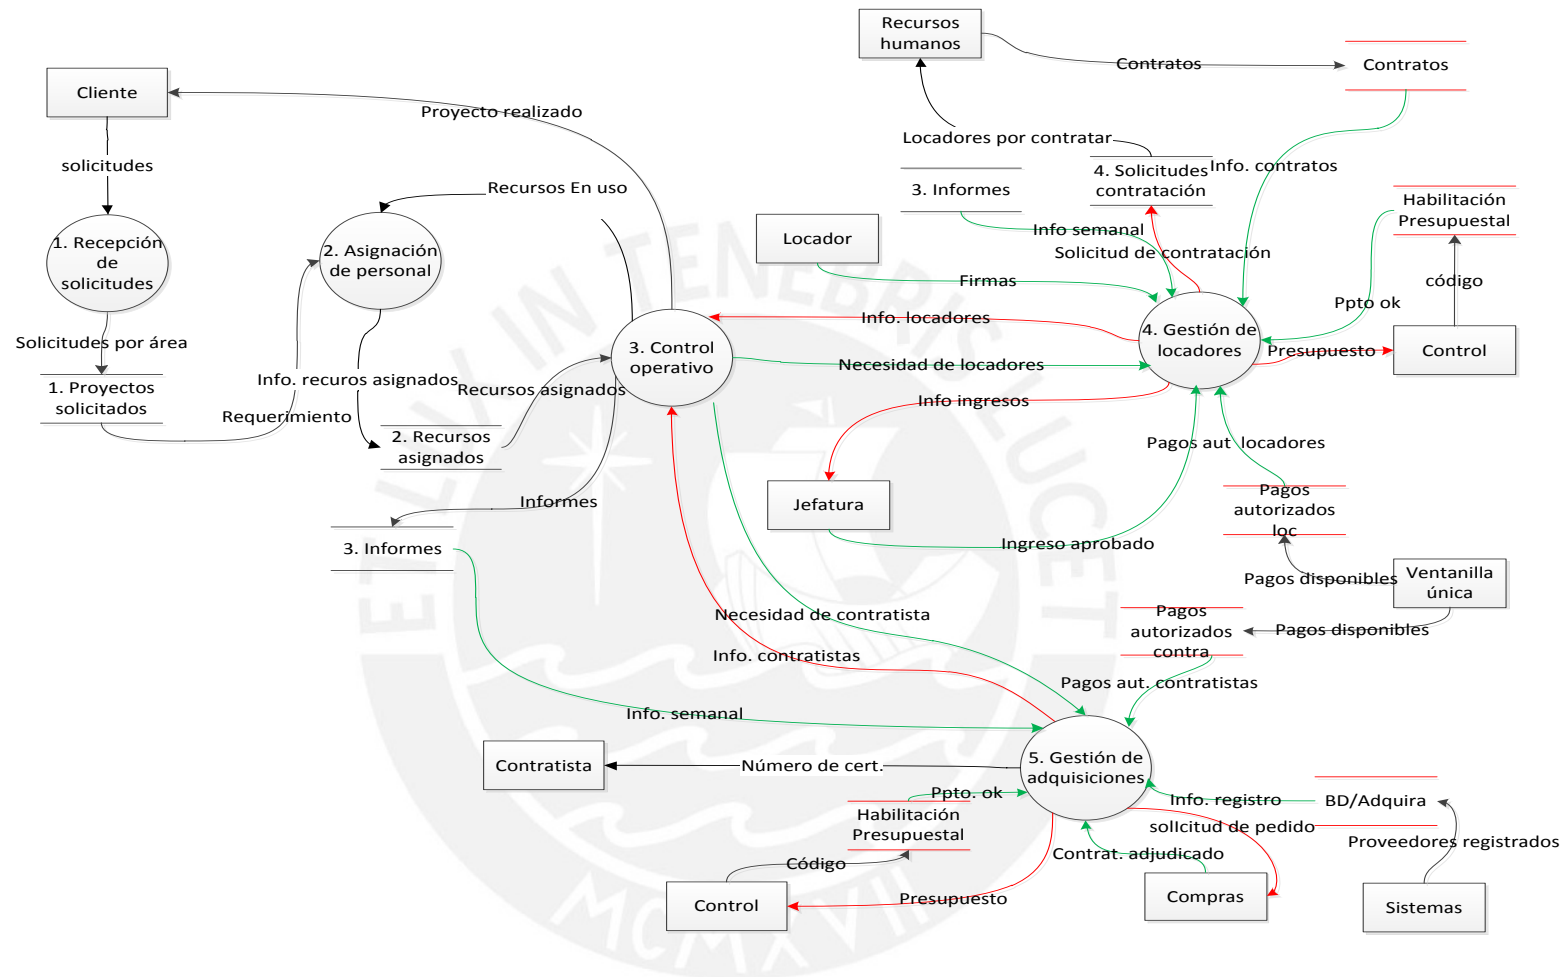 Recursos
humanos
Contratos
Contratos
Cliente
Proyecto realizado
Locadores por contratar
solicitudes
4. Solicitudes
contratación
Info. contratos
3. Informes
Recursos En uso
Habilitación
Presupuestal
Info semanal
Locador
Solicitud de contratación
1. Recepción
de
solicitudes
2. Asignación
de personal
Firmas
código
Ppto ok
Info. locadores
4. Gestión de
locadores
Solicitudes por área
3. Control
operativo
Necesidad de locadores
Presupuesto
Control
1. Proyectos
solicitados
Info. recuros asignados
Recursos asignados
Info ingresos
Requerimiento
2. Recursos
asignados
Pagos aut. locadores
Informes
Jefatura
Pagos
autorizados
loc
3. Informes
Ingreso aprobado
Pagos disponibles
Ventanilla
única
Necesidad de contratista
Pagos
autorizados
contra
Pagos disponibles
Info. contratistas
Pagos aut. contratistas
Info. semanal
Contratista
Número de cert.
5. Gestión de
adquisiciones
Ppto. ok
Info. registro
BD/Adquira
Habilitación
Presupuestal
solIcitud de pedido
Proveedores registrados
Código
Contrat. adjudicado
Control
Presupuesto
Compras
Sistemas
ET LVX IN TENEBRIS LVCET
MCMXVII